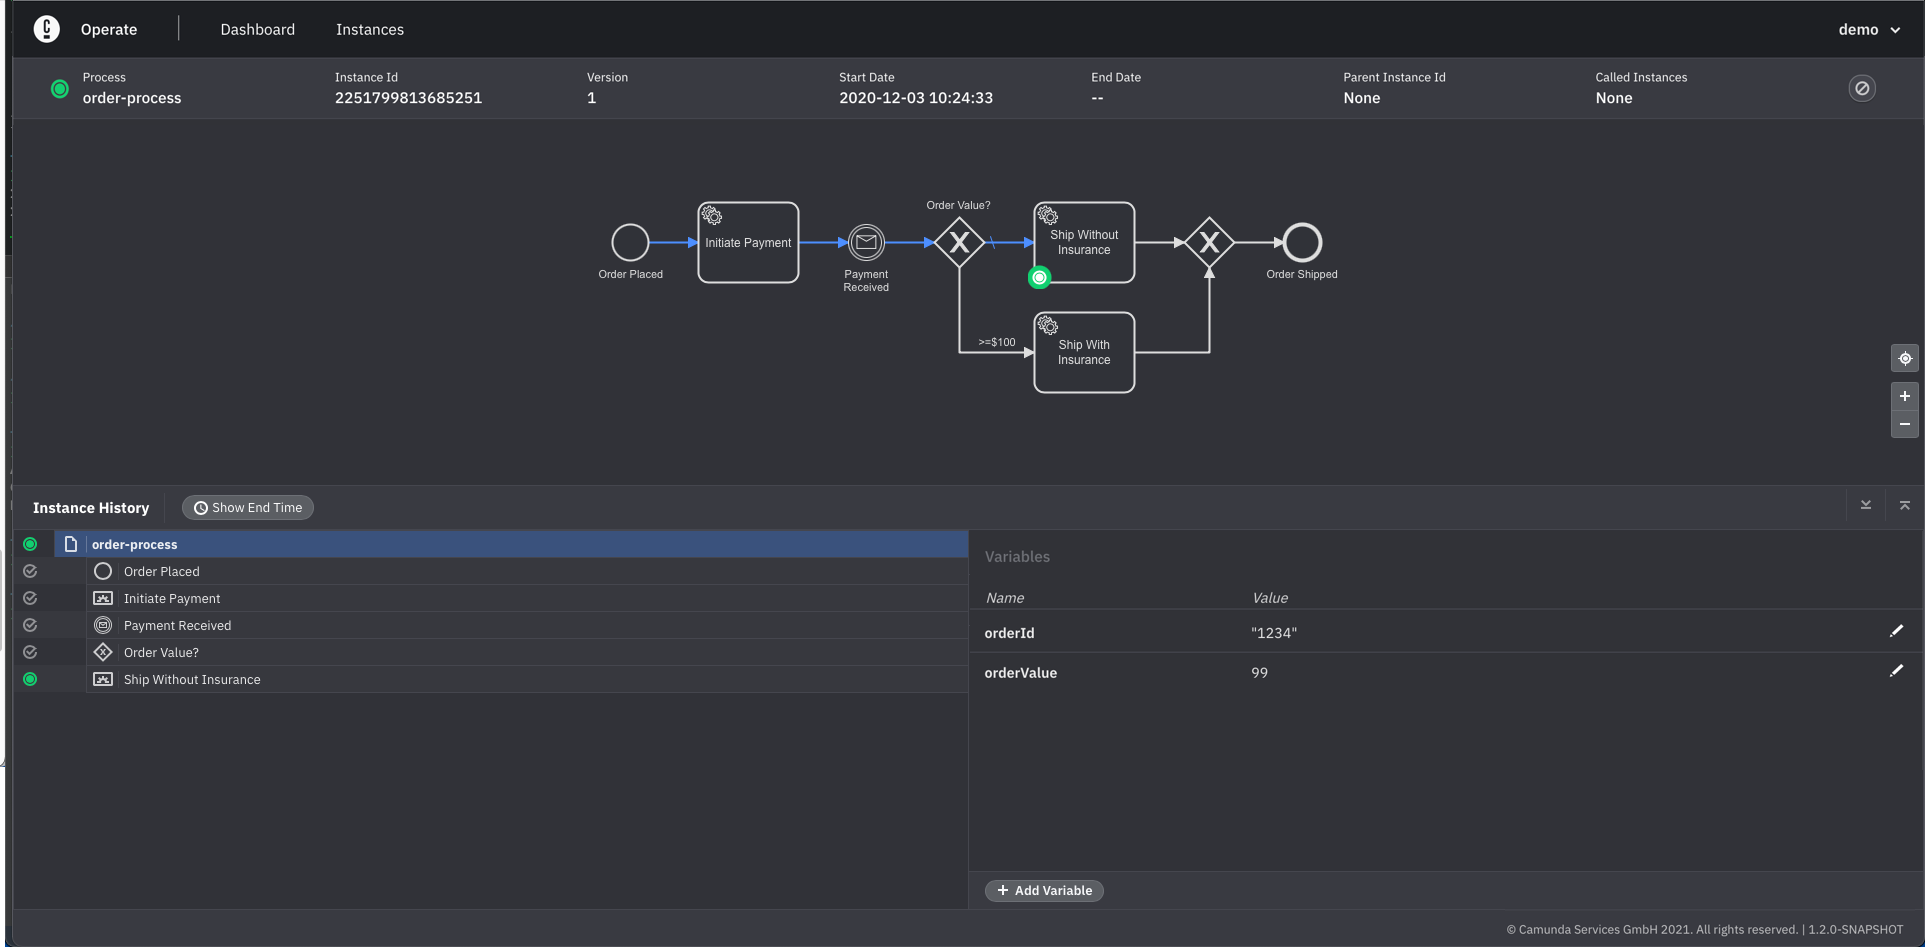 Operate
Dashboard
Instances
demo
Process
order-process
Instance Id
2251799813685251
Version
1
Start Date
2020-12-03 10:24:33
End Date
--
Parent Instance Id
None
Called Instances
None
Order Placed
Initiate Payment
Payment
Received
Order Value?
Ship Without
Insurance
>=$100
Ship With
Insurance
Order Shipped
Instance History
Show End Time
order-process
Order Placed
Initiate Payment
Payment Received
Order Value?
Ship Without Insurance
Variables
Name Value
orderId "1234"
orderValue 99
+ Add Variable
© Camunda Services GmbH 2021. All rights reserved. | 1.2.0-SNAPSHOT